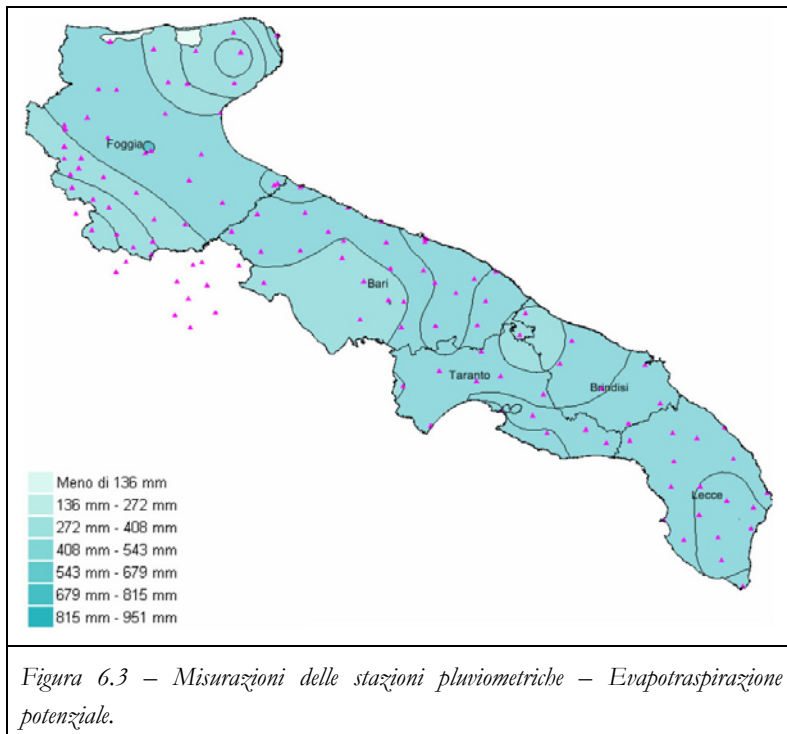 Foggia
Bari
Taranto
Brindisi
Lecce
Meno di 136 mm
136 mm - 272 mm
272 mm - 408 mm
408 mm - 543 mm
543 mm - 679 mm
679 mm - 815 mm
815 mm - 951 mm
Figura 6.3 – Misurazioni delle stazioni pluviometriche – Evapotraspirazione
potenziale.